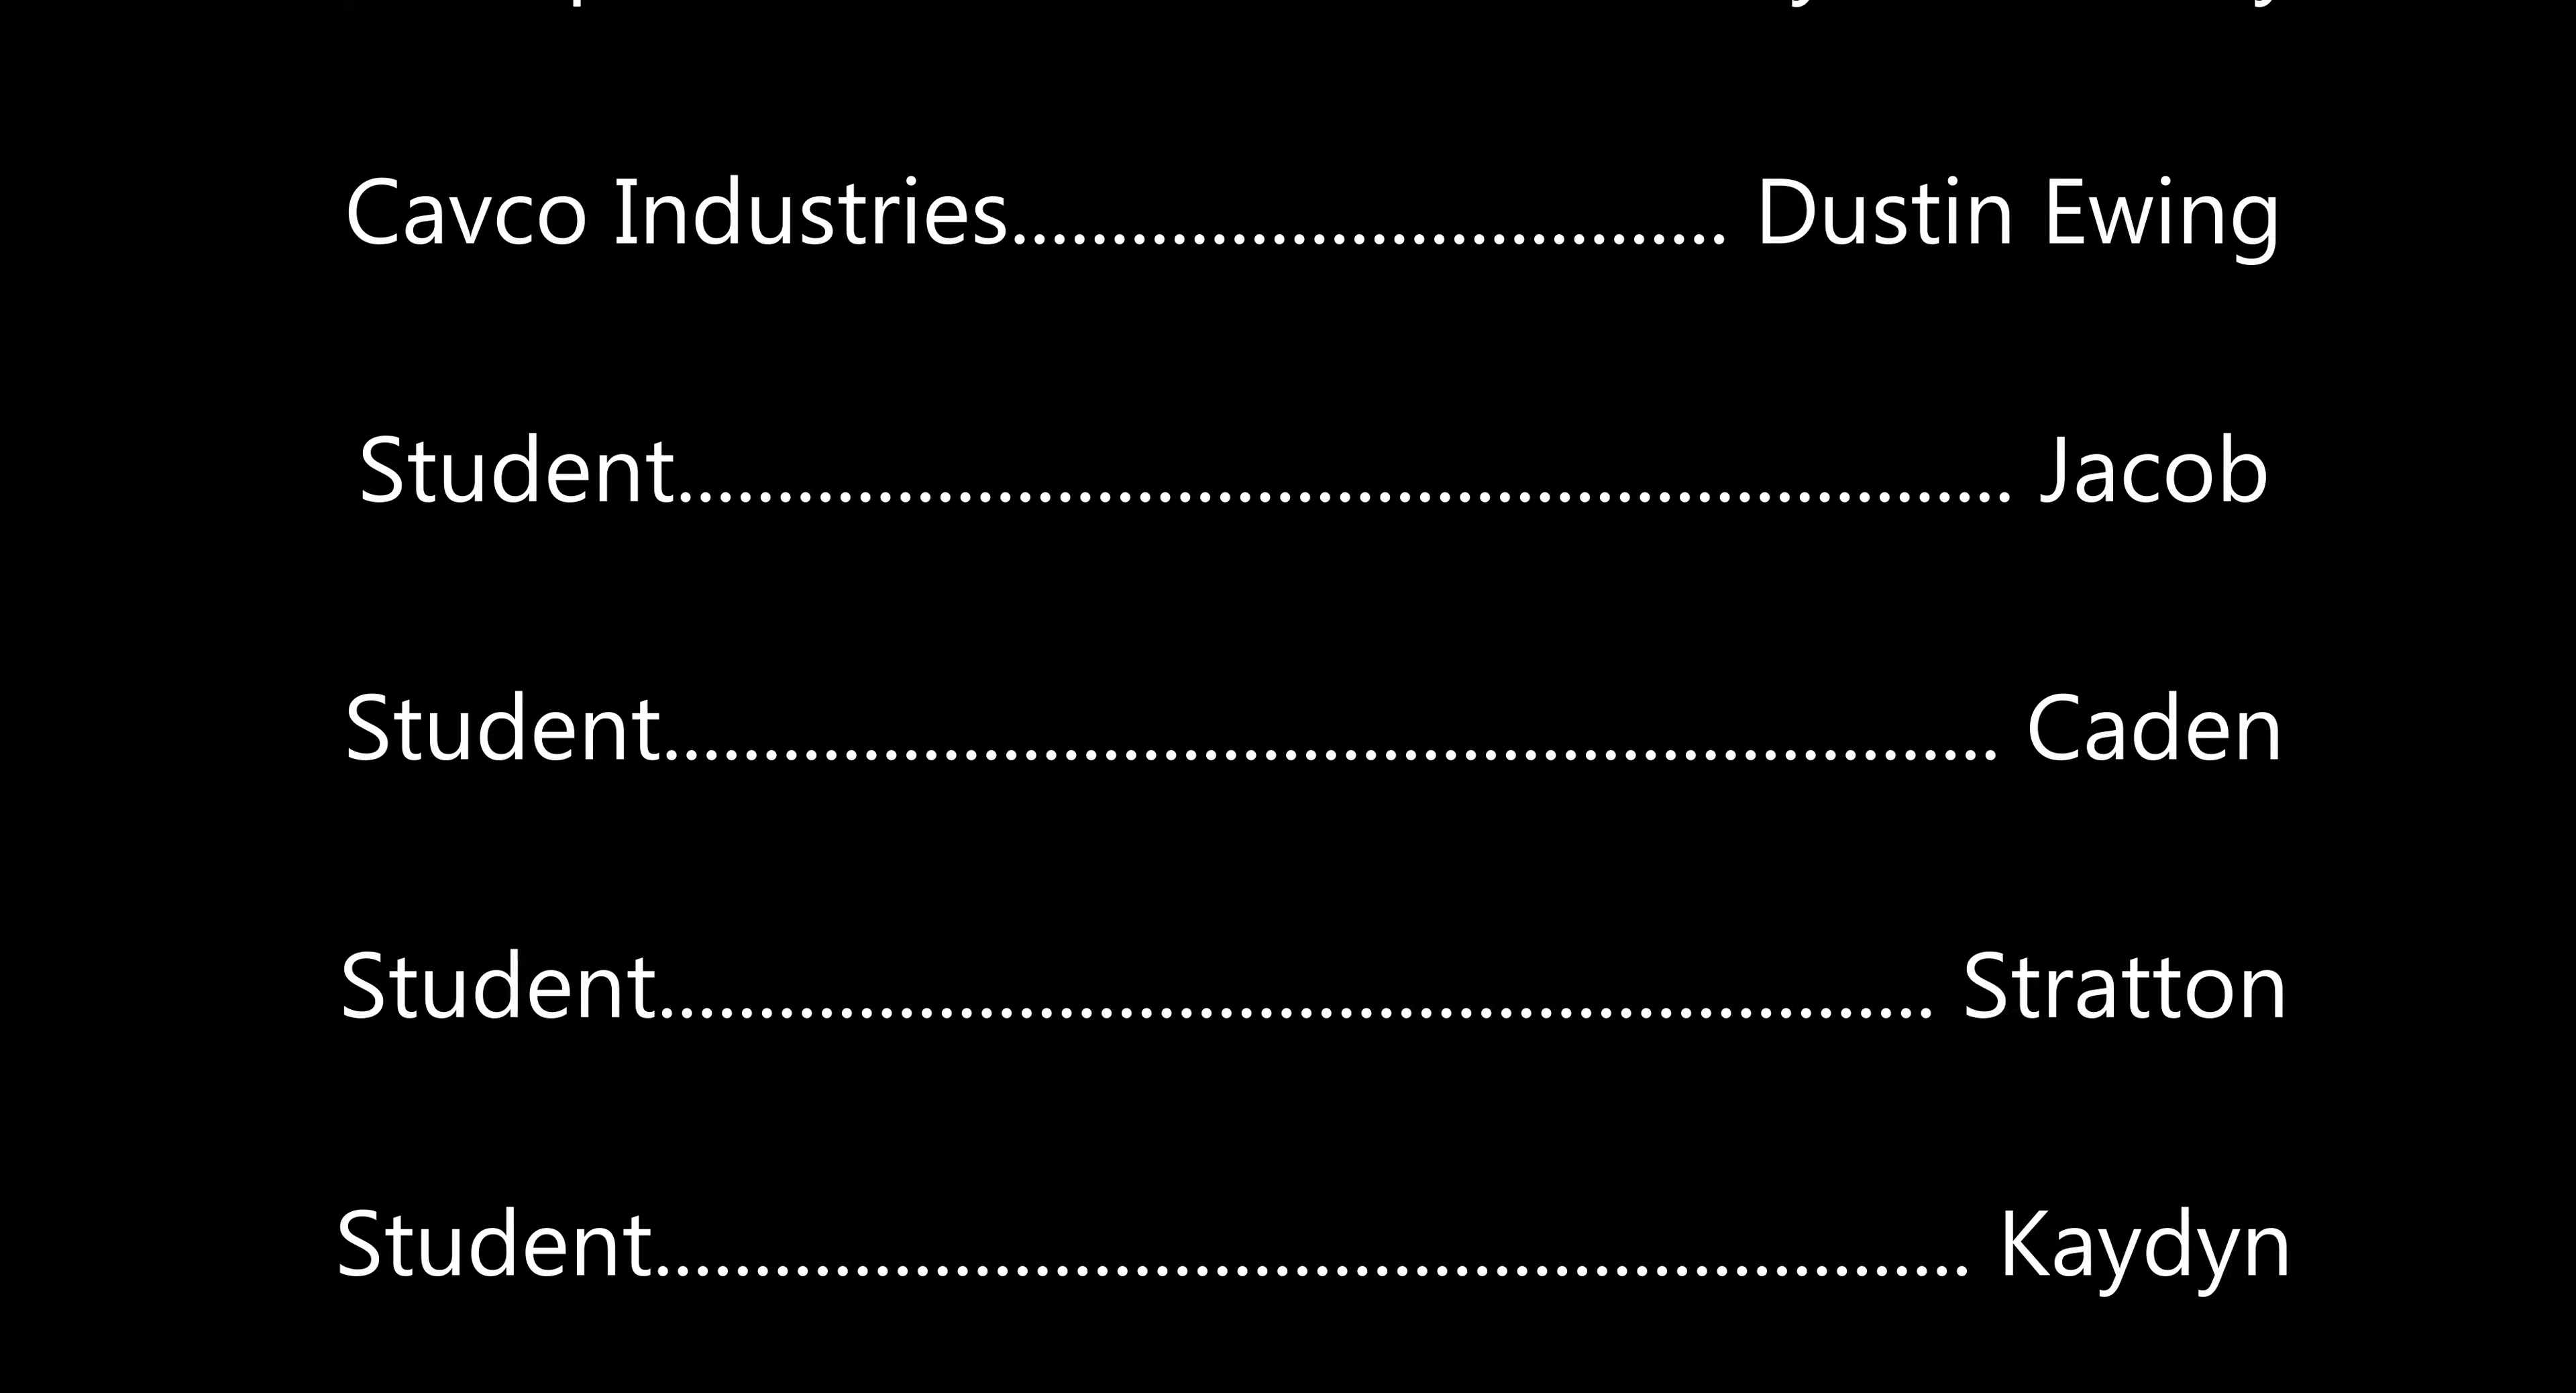 Cavco Industries.................................... Dustin Ewing
Student................................................................... Jacob
Student................................................................... Caden
Student................................................................ Stratton
Student.................................................................. Kaydyn